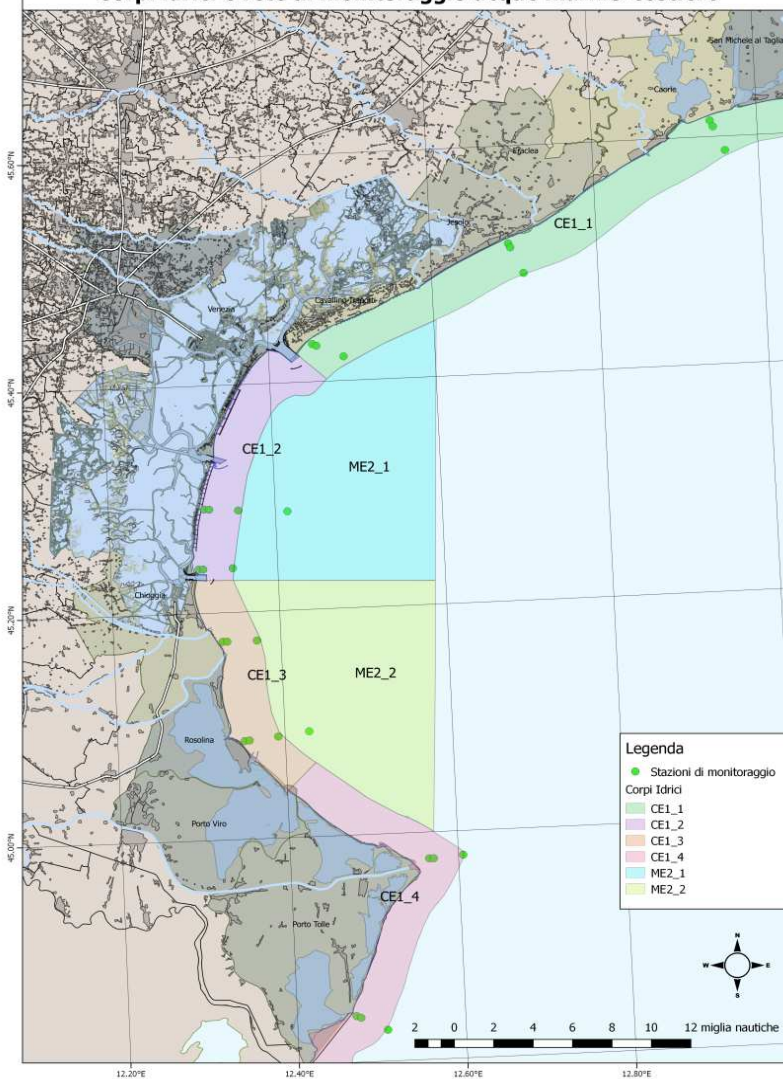 San Michele al Taglia
Caorle
45.60°N
Eraclea
Jesolo
CE1_1
Venezia
Cavallino-Treporti
45.40°N
CE1_2
ME2_1
Chioggia
45.20°N
CE1_3
ME2_2
Rosolina
Legenda
Stazioni di monitoraggio
Corpi Idrici
CE1_1
CE1_2
CE1_3
CE1_4
ME2_1
ME2_2
Porto Viro
45.00°N
CE1_4
Porto Tolle
N
W
E
S
2 0 2 4 6 8 10 12 miglia nautiche
12.20°E
12.40°E
12.60°E
12.80°E